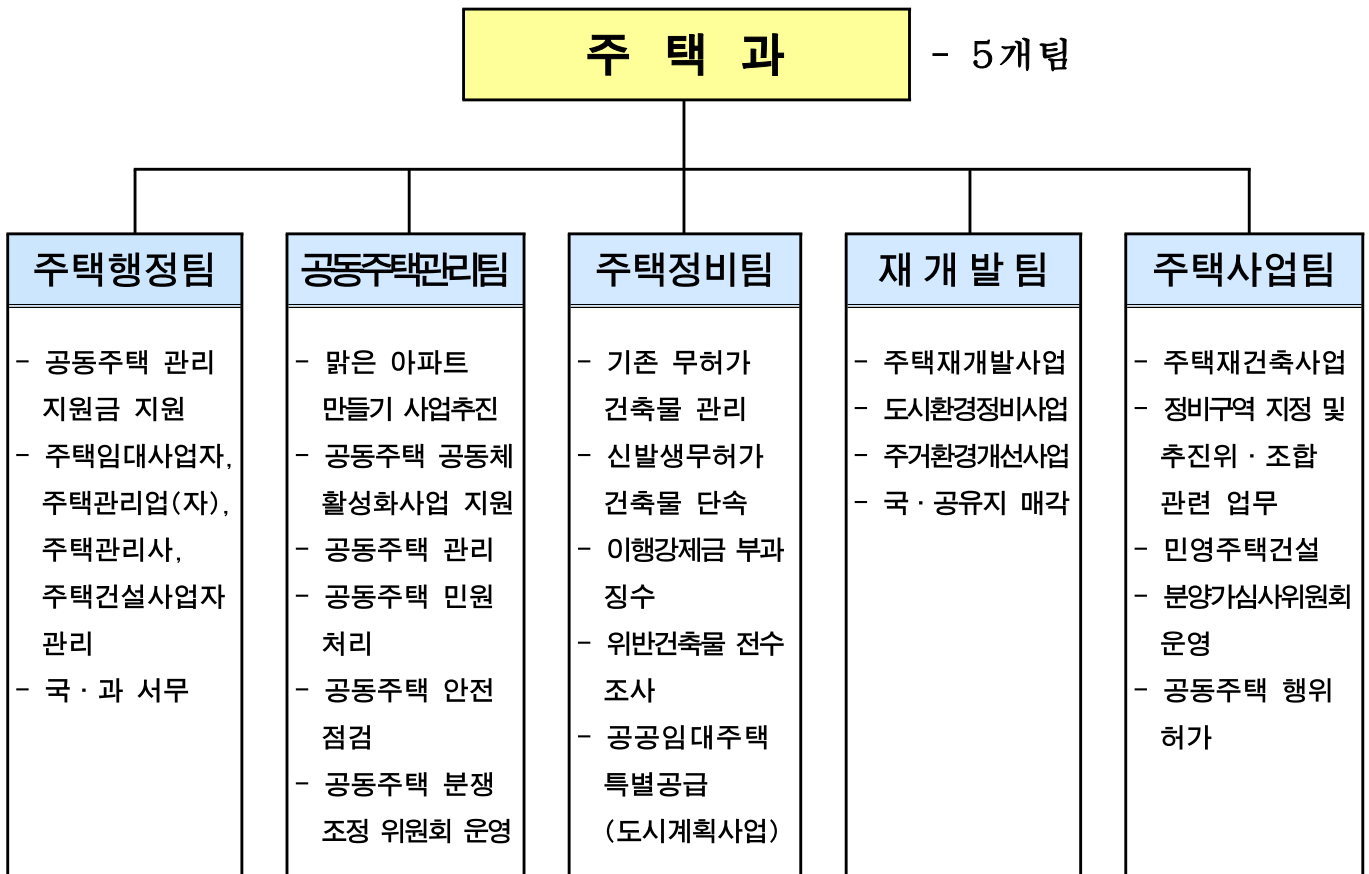 주 택 과
- 5개팀
주택행정팀
- 공동주택 관리
지원금 지원
- 주택임대사업자,
주택관리업(자),
주택관리사,
주택건설사업자
관리
- 국·과 서무
공동주택관리팀
- 맑은 아파트
만들기 사업추진
- 공동주택 공동체
활성화사업 지원
- 공동주택 관리
- 공동주택 민원
처리
- 공동주택 안전
점검
- 공동주택 분쟁
조정 위원회 운영
주택정비팀
- 기존 무허가
건축물 관리
- 신발생무허가
건축물 단속
- 이행강제금 부과
징수
- 위반건축물 전수
조사
- 공공임대주택
특별공급
(도시계획사업)
재 개 발 팀
- 주택재개발사업
- 도시환경정비사업
- 주거환경개선사업
- 국·공유지 매각
주택사업팀
- 주택재건축사업
- 정비구역 지정 및
추진위·조합
관련 업무
- 민영주택건설
- 분양가심사위원회
운영
- 공동주택 행위
허가